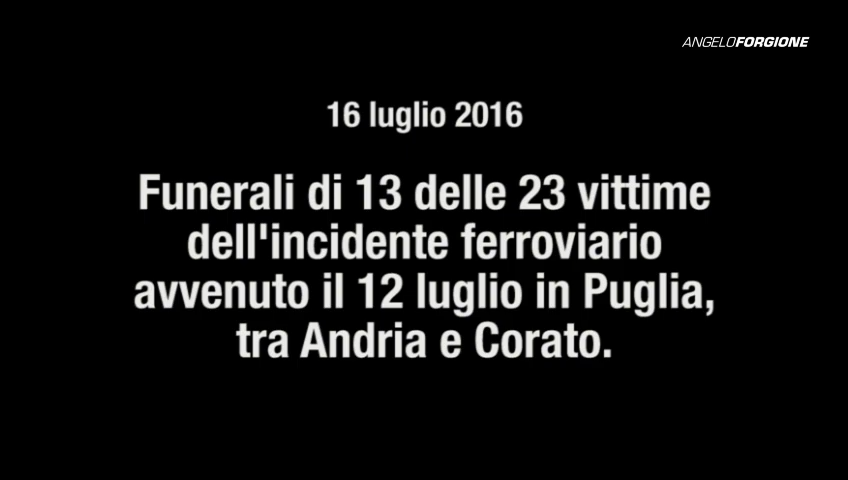 ANGELOFORGIONE
16 luglio 2016
Funerali di 13 delle 23 vittime
dell'incidente ferroviario
avvenuto il 12 luglio in Puglia,
tra Andria e Corato.